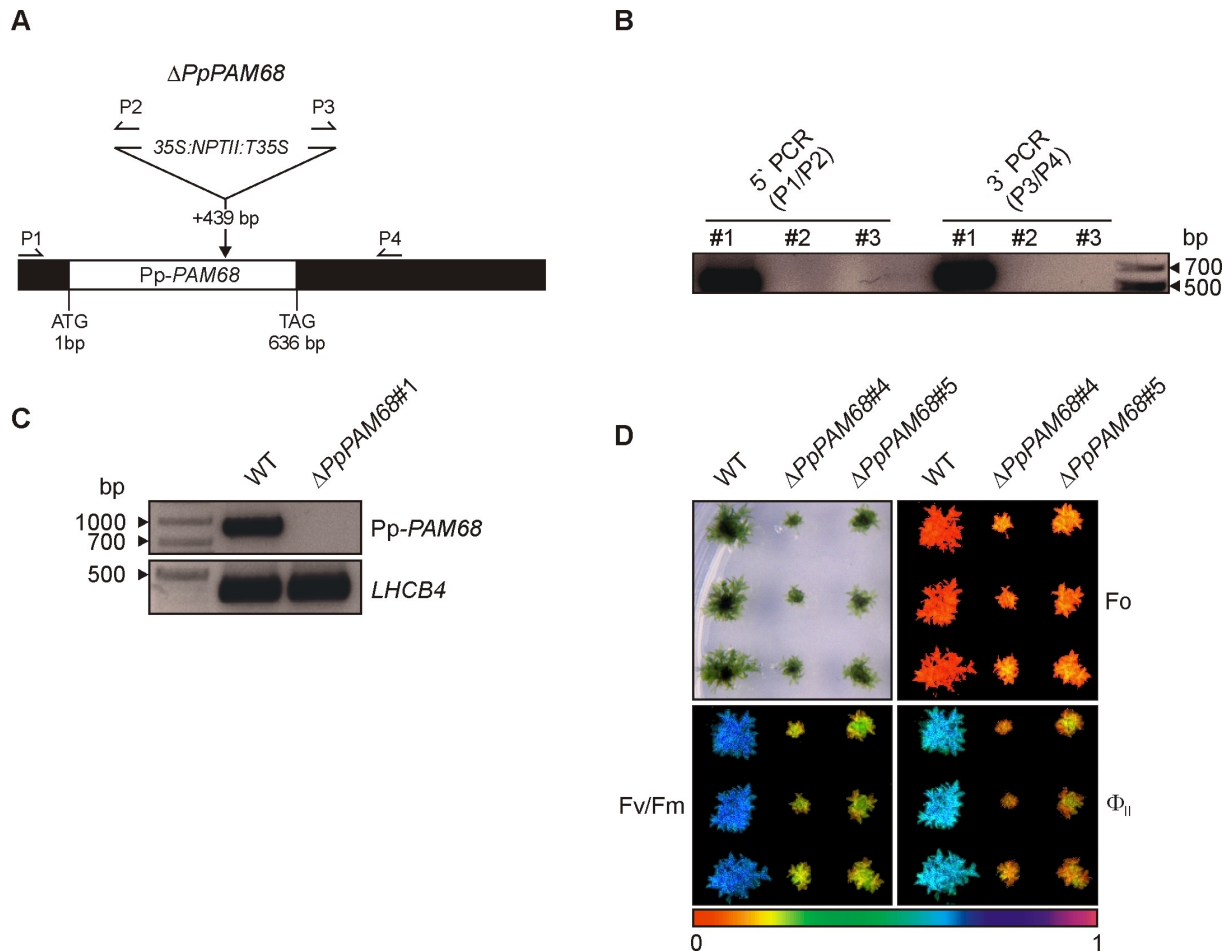 A
ΔPpPAM68
P2 P3
35S:NPTII:T35S
+439 bp
P1 P4
Pp-PAM68
ATG TAG
1bp 636 bp
B
5` PCR
(P1/P2)
3` PCR
(P3/P4)
#1 #2 #3 #1 #2 #3 bp
700
500
C
WT ΔPpPAM68#1
bp
1000
700
Pp-PAM68
500
LHCB4
D
WT ΔPpPAM68#4 ΔPpPAM68#5 WT ΔPpPAM68#4 ΔPpPAM68#5
Fo
Fv/Fm ΦII
0 1